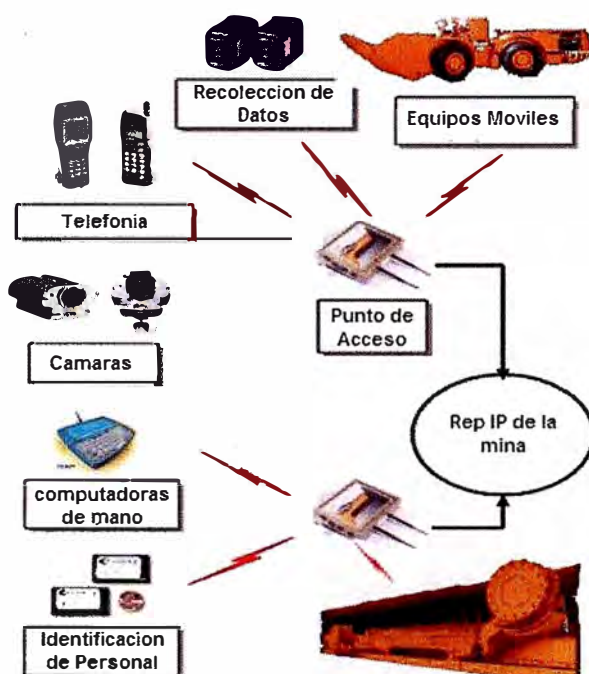 Recoleccion de
Datos
Equipos Moviles
Telefonia
Punto de
Acceso
Camaras
Rep IP de la
mina
computadoras
de mano
Identificacion
de Personal